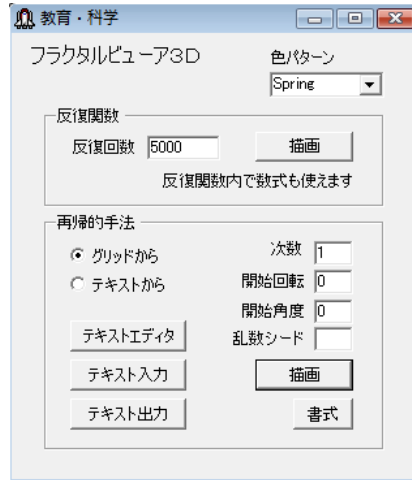 教育・科学
フラクタルビューア3D
色パターン
Spring
反復関数
反復回数 5000 描画
反復関数内で数式も使えます
再帰的手法
グリッドから
テキストから
次数 1
開始回転 0
開始角度 0
乱数シード
テキストエディタ
テキスト入力 描画
テキスト出力 書式